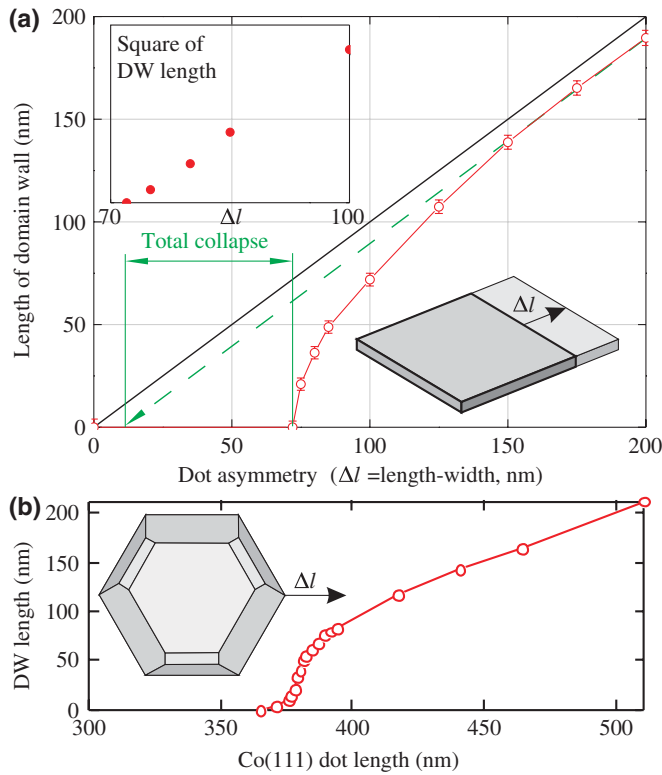 (a)
200
150
100
50
0
Length of domain wall (nm)
Square of
DW length
70
Δl
100
Total collapse
Δl
0
50
100
150
200
Dot asymmetry (Δl =length-width, nm)
(b)
200
150
100
50
0
DW length (nm)
Δl
300
350
400
450
500
Co(111) dot length (nm)